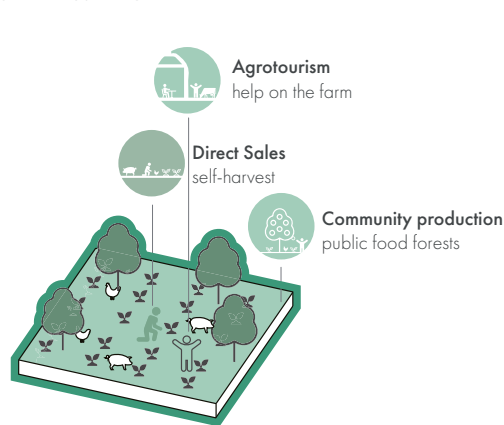 Agrotourism
help on the farm
Direct Sales
self-harvest
Community production
public food forests